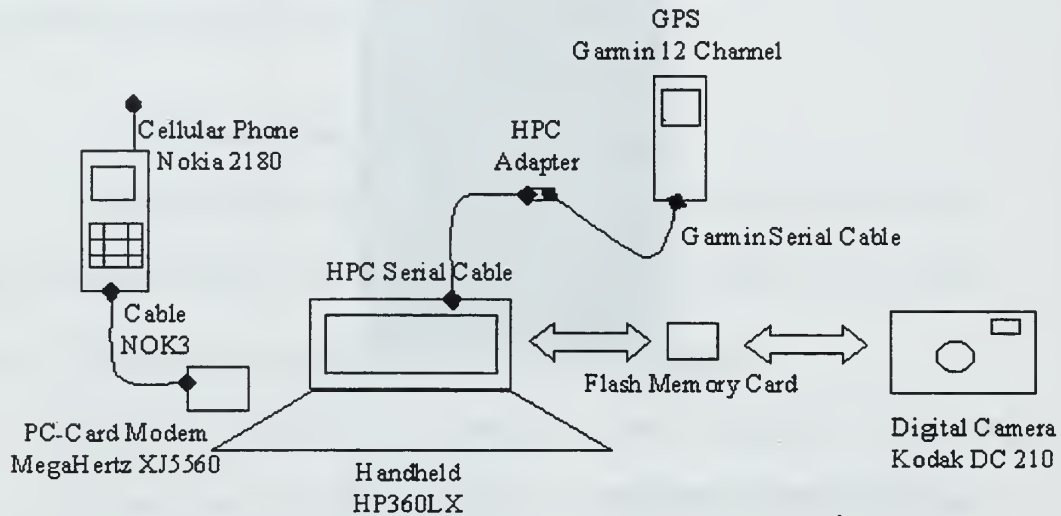 GPS
Garmin 12 Channel
Cellular Phone
Nokia 2180
HPC
Adapter
Garmin Serial Cable
HPC Serial Cable
Cable
NOK3
Flash Memory Card
PC-Card Modem
MegaHertz XJ5560
Digital Camera
Kodak DC 210
Handheld
HP360LX